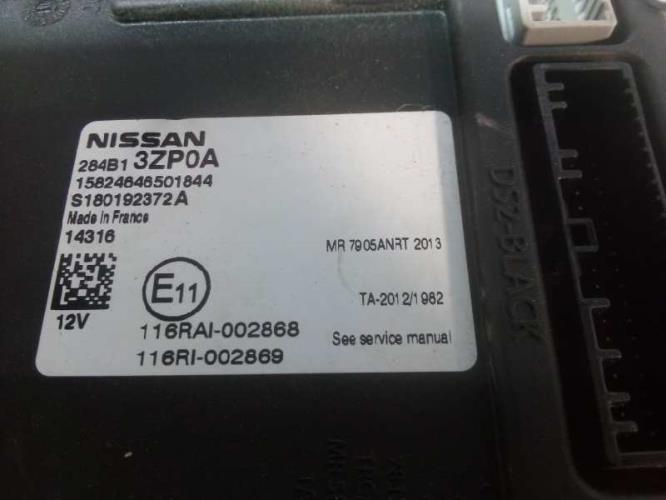 NISSAN
284B1 3ZP0A
15824646501844
S180192372A
Made in France
14316
MR 7905ANRT 2013
E11
TA-2012/1982
12V
116RAI-002868
See service manual
116RI-002869
DS2-BLACK